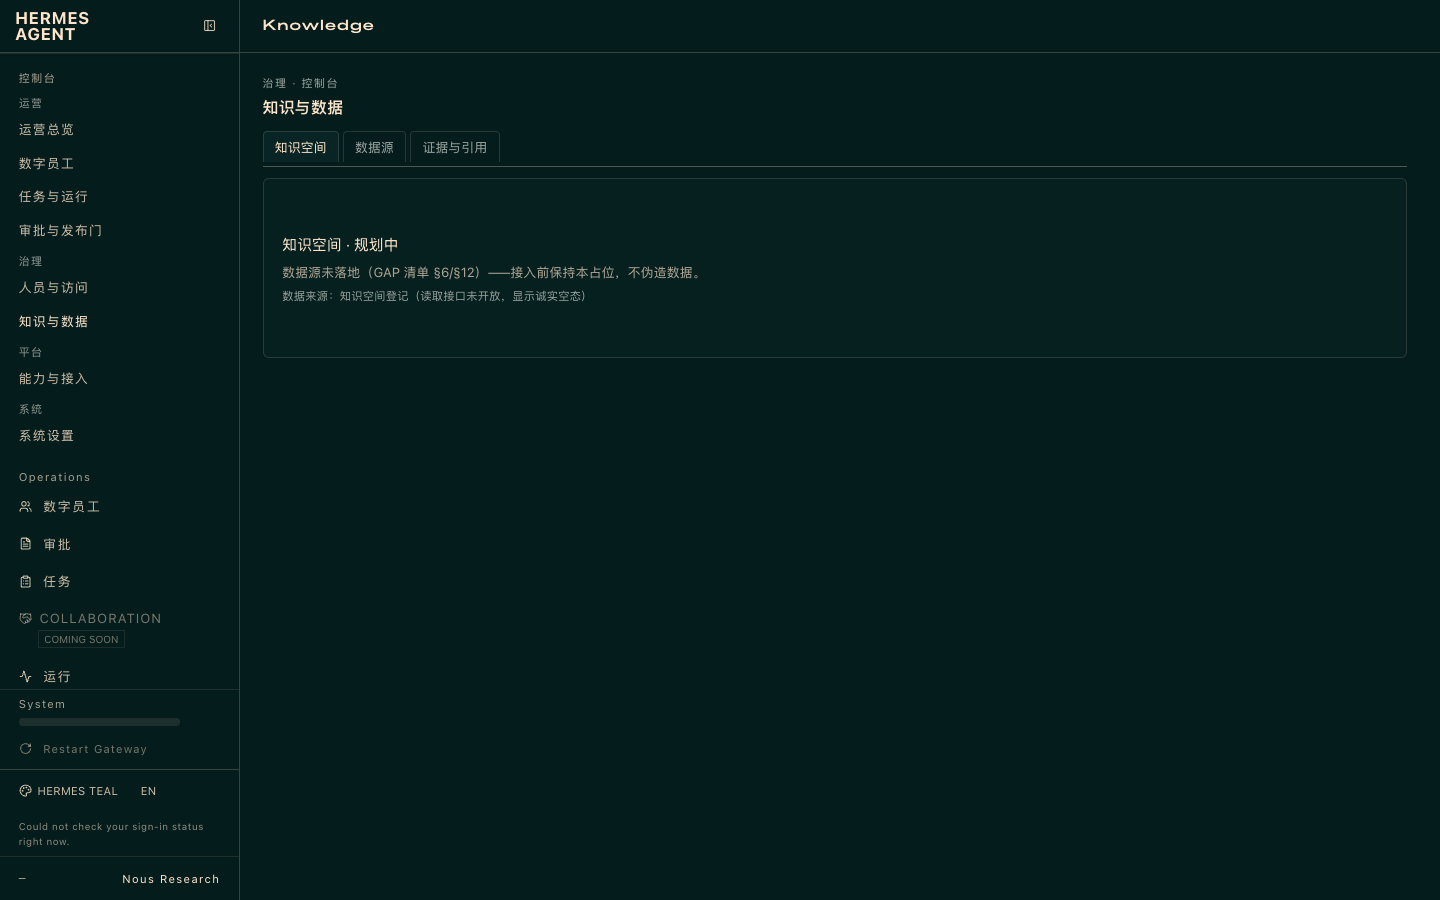 HERMES
AGENT
控制台
运营
运营总览
数字员工
任务与运行
审批与发布门
治理
人员与访问
知识与数据
平台
能力与接入
系统
系统设置
Operations
数字员工
审批
任务
COLLABORATION
COMING SOON
运行
System
Restart Gateway
HERMES TEAL EN
Could not check your sign-in status
right now.
— Nous Research
Knowledge
治理 · 控制台
知识与数据
知识空间 数据源 证据与引用
知识空间 · 规划中
数据源未落地（GAP 清单 §6/§12）——接入前保持本占位，不伪造数据。
数据来源：知识空间登记（读取接口未开放，显示诚实空态）